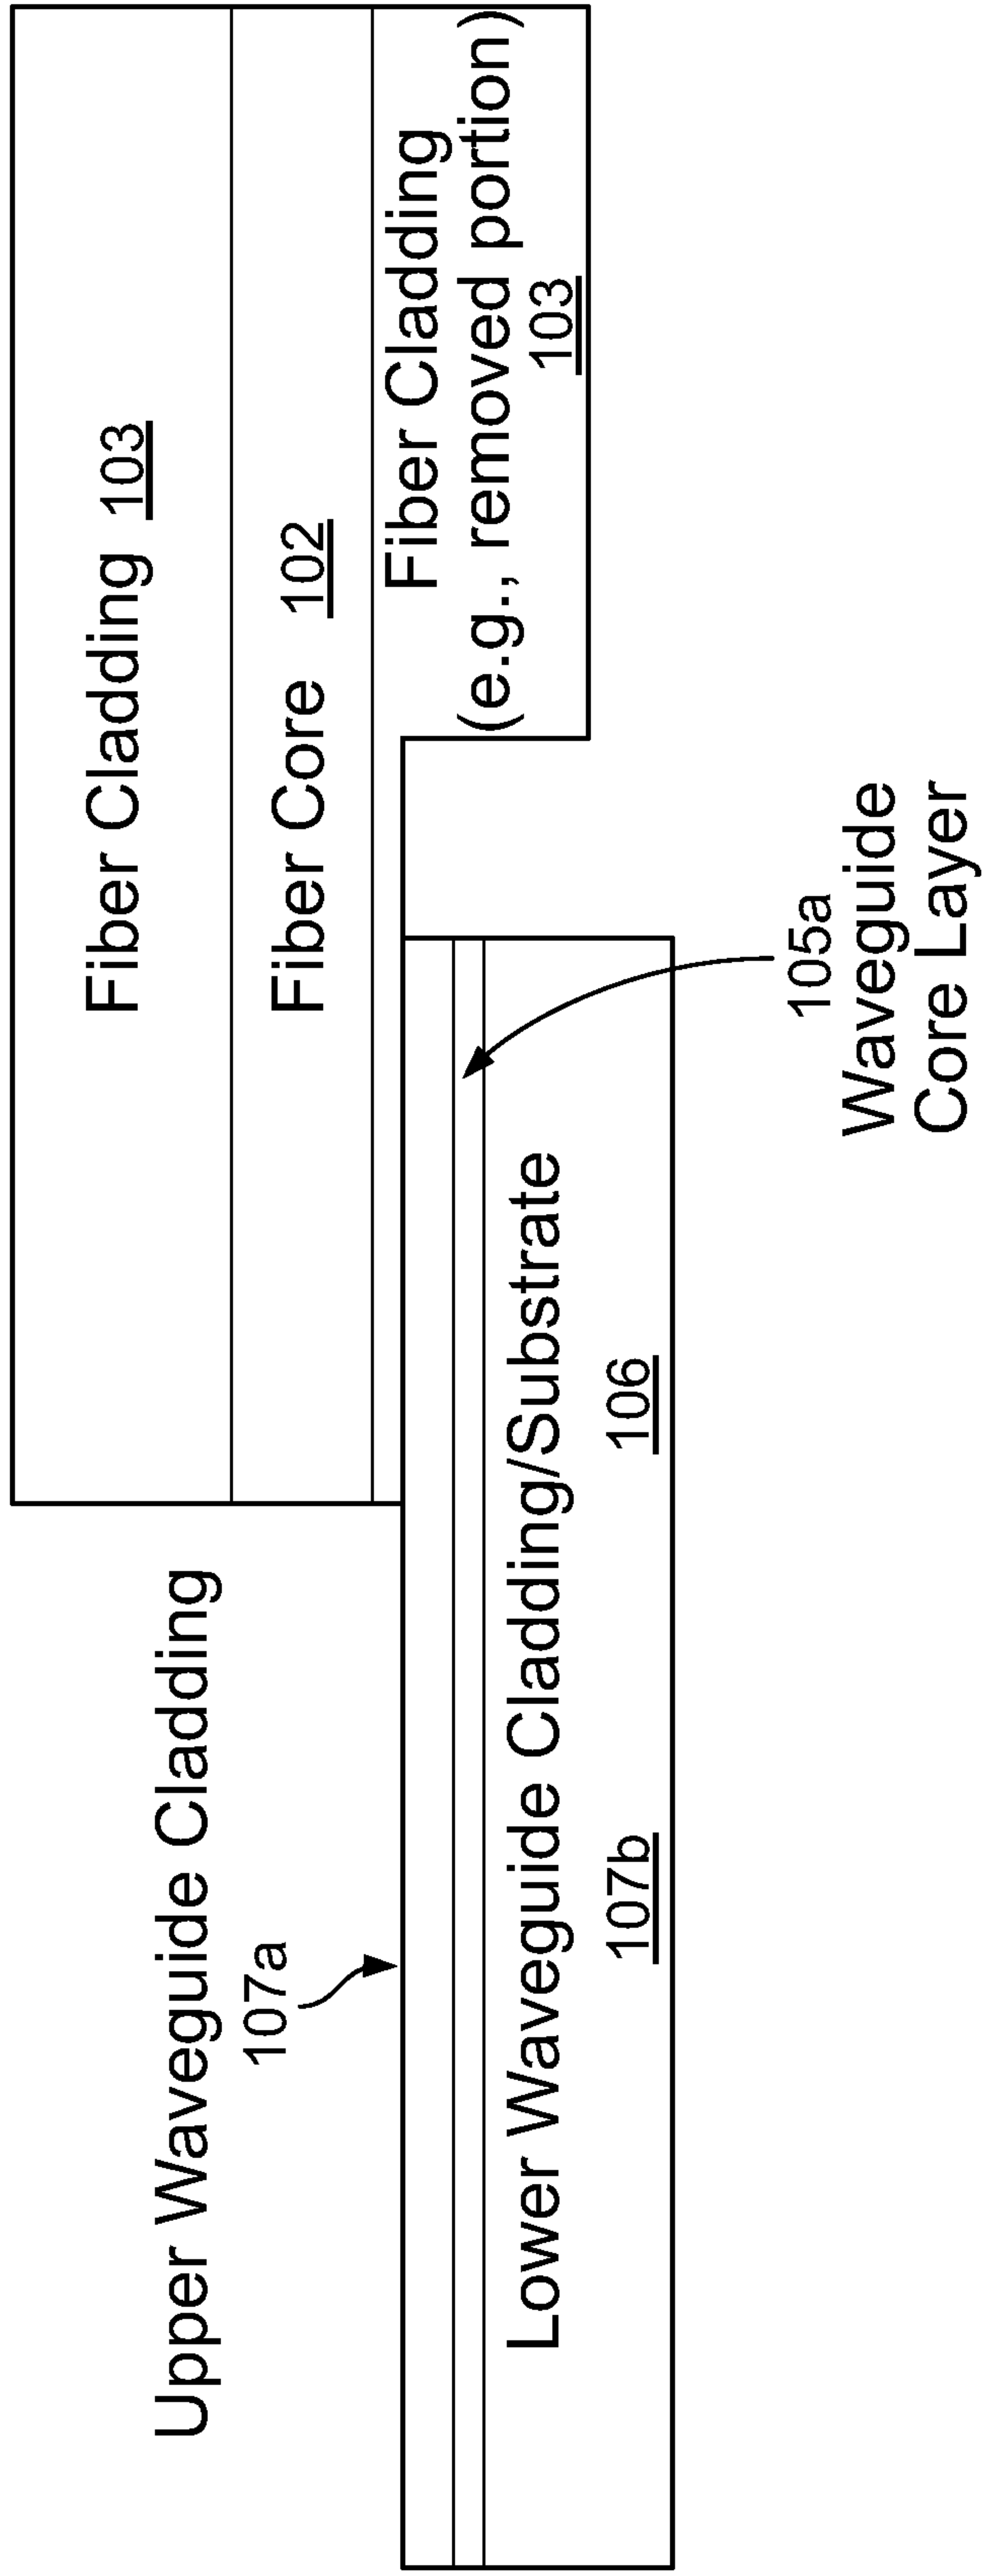 Fiber Cladding 103
Fiber Core 102
Fiber Cladding
(e.g., removed portion)
103
Upper Waveguide Cladding
107a
Lower Waveguide Cladding/Substrate
107b 106
105a
Waveguide
Core Layer